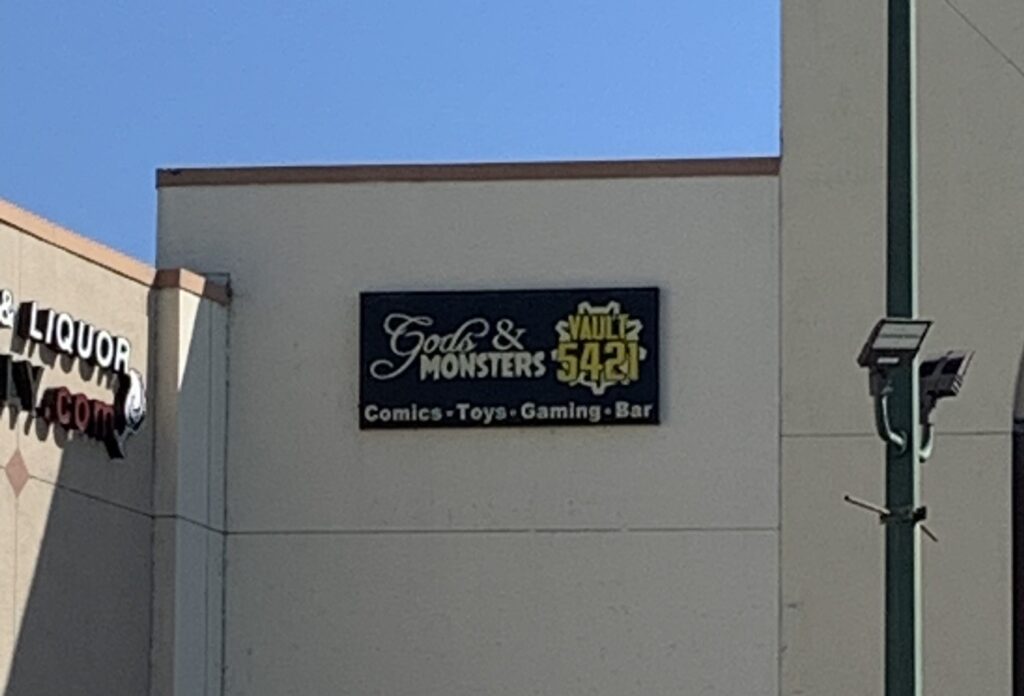 & LIQUOR
.com
Gods &
MONSTERS
VAULT
5421
Comics - Toys - Gaming - Bar